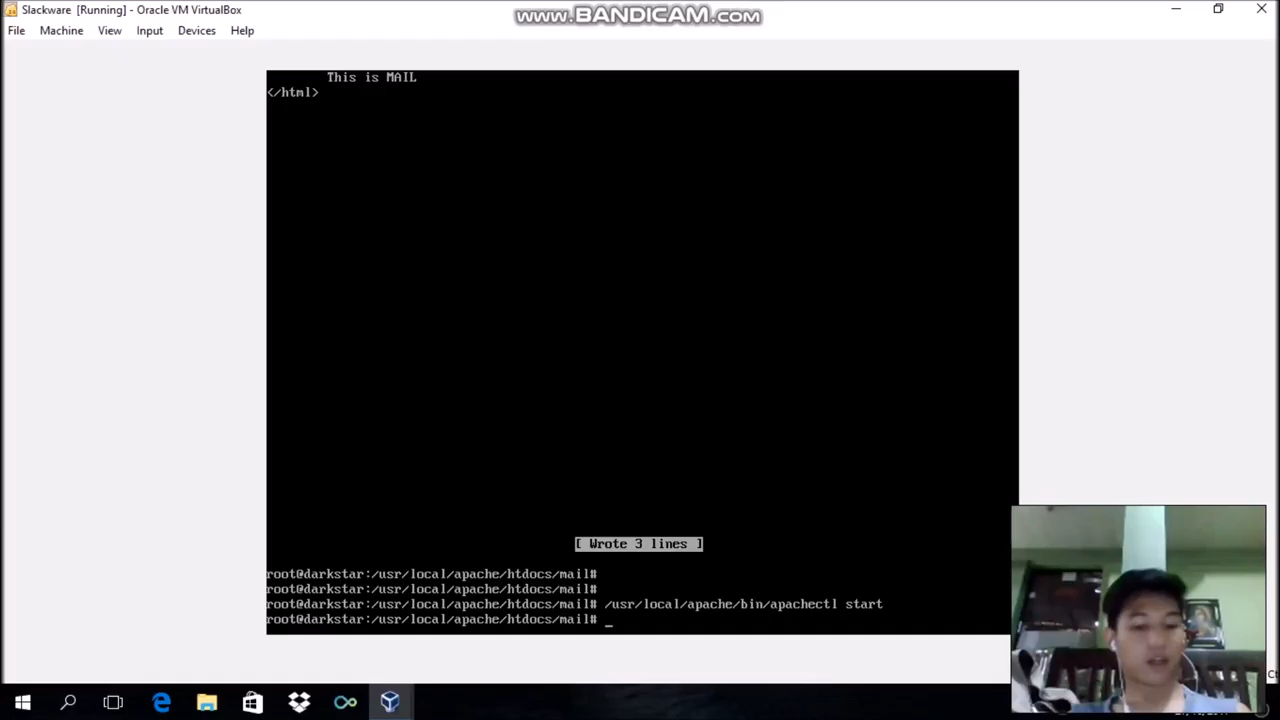 Slackware [Running] - Oracle VM VirtualBox
www.BANDICAM.com
File Machine View Input Devices Help
This is MAIL
</html>
[ Wrote 3 lines ]
root@darkstar:/usr/local/apache/htdocs/mail#
root@darkstar:/usr/local/apache/htdocs/mail#
root@darkstar:/usr/local/apache/htdocs/mail# /usr/local/apache/bin/apachectl start
root@darkstar:/usr/local/apache/htdocs/mail# _